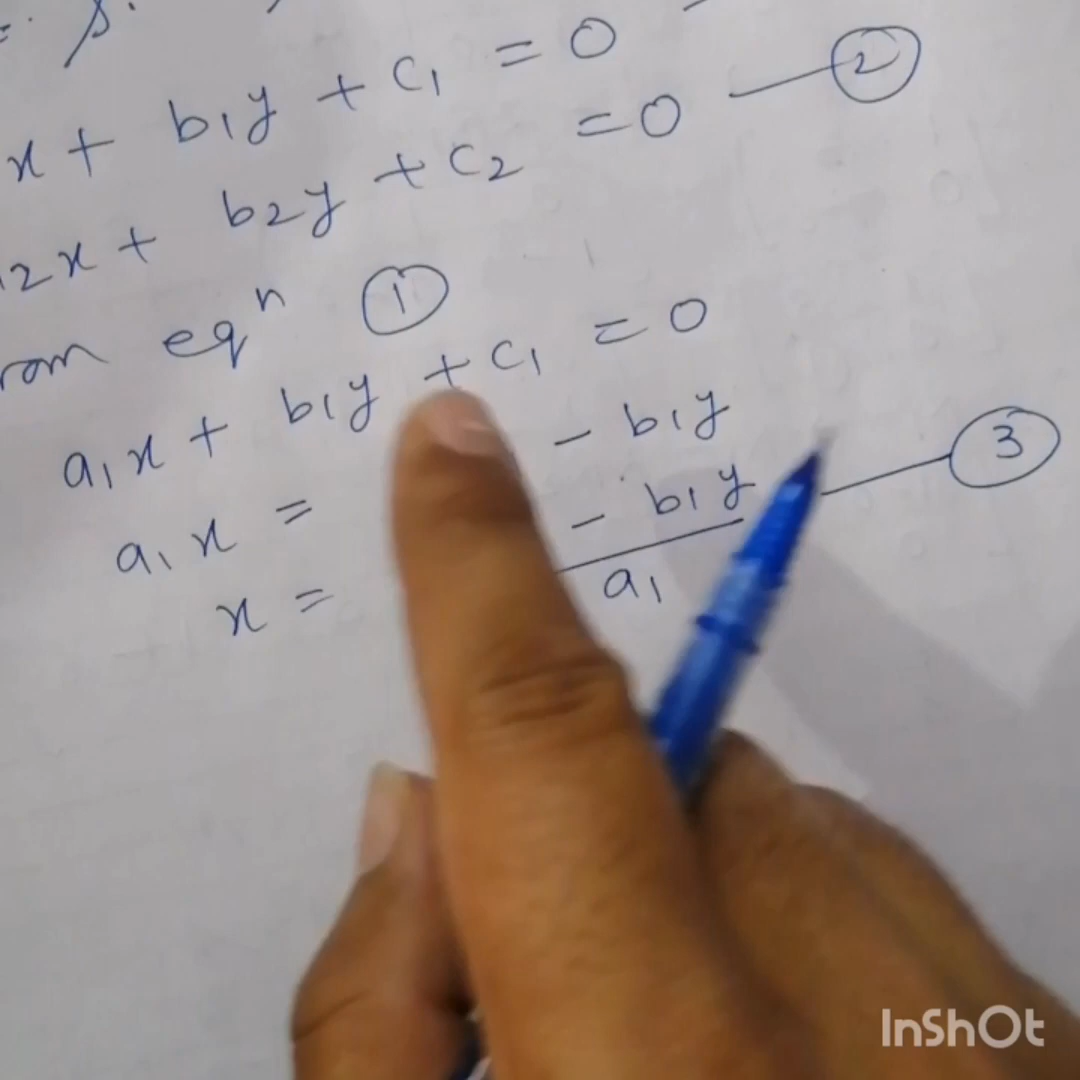 x + b₁y + c₁ = 0
2x + b₂y + c₂ = 0 — ②
rom eqⁿ ①
a₁x + b₁y + c₁ = 0
a₁x = - b₁y
x = - b₁y / a₁ — ③
InShOt